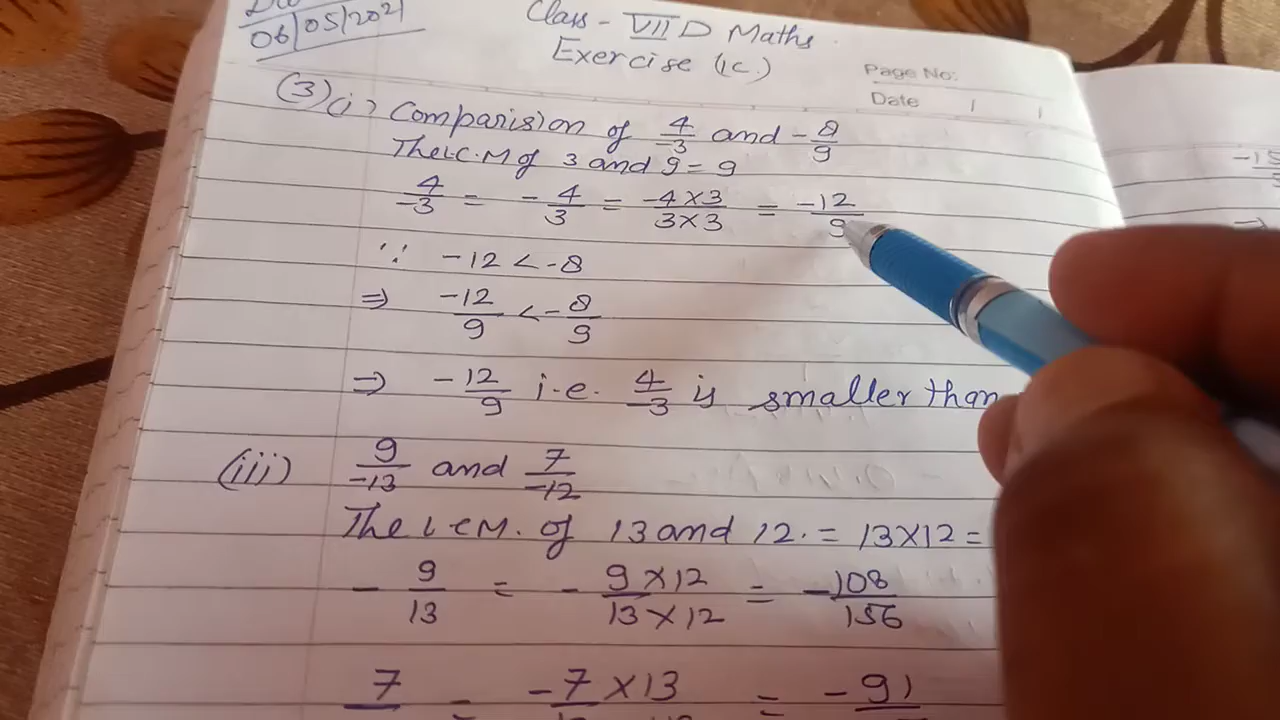 06/05/2021
Class - VII D Maths
Exercise (1C.)
Page No:
Date / /
(3)(i) Comparision of 4/-3 and -8/9
The L.C.M of 3 and 9 = 9
4/-3 = -4/3 = -4×3/3×3 = -12/9
∵ -12 < -8
⇒ -12/9 < -8/9
⇒ -12/9 i.e. 4/-3 is smaller than
(iii) 9/-13 and 7/-12
The L C M. of 13 and 12. = 13×12 =
-9/13 = -9×12/13×12 = -108/156
7 = -7×13 = -91